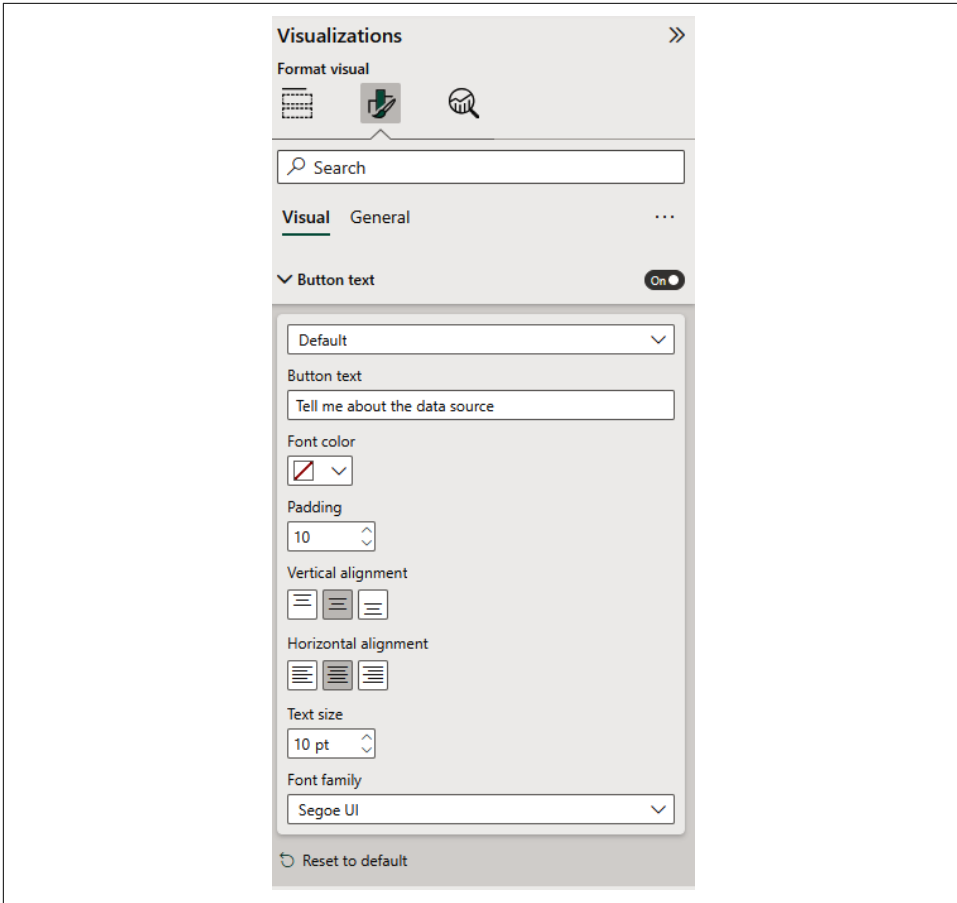 Visualizations
Format visual
Search
Visual General
Button text On
Default
Button text
Tell me about the data source
Font color
Padding
10
Vertical alignment
Horizontal alignment
Text size
10 pt
Font family
Segoe UI
Reset to default